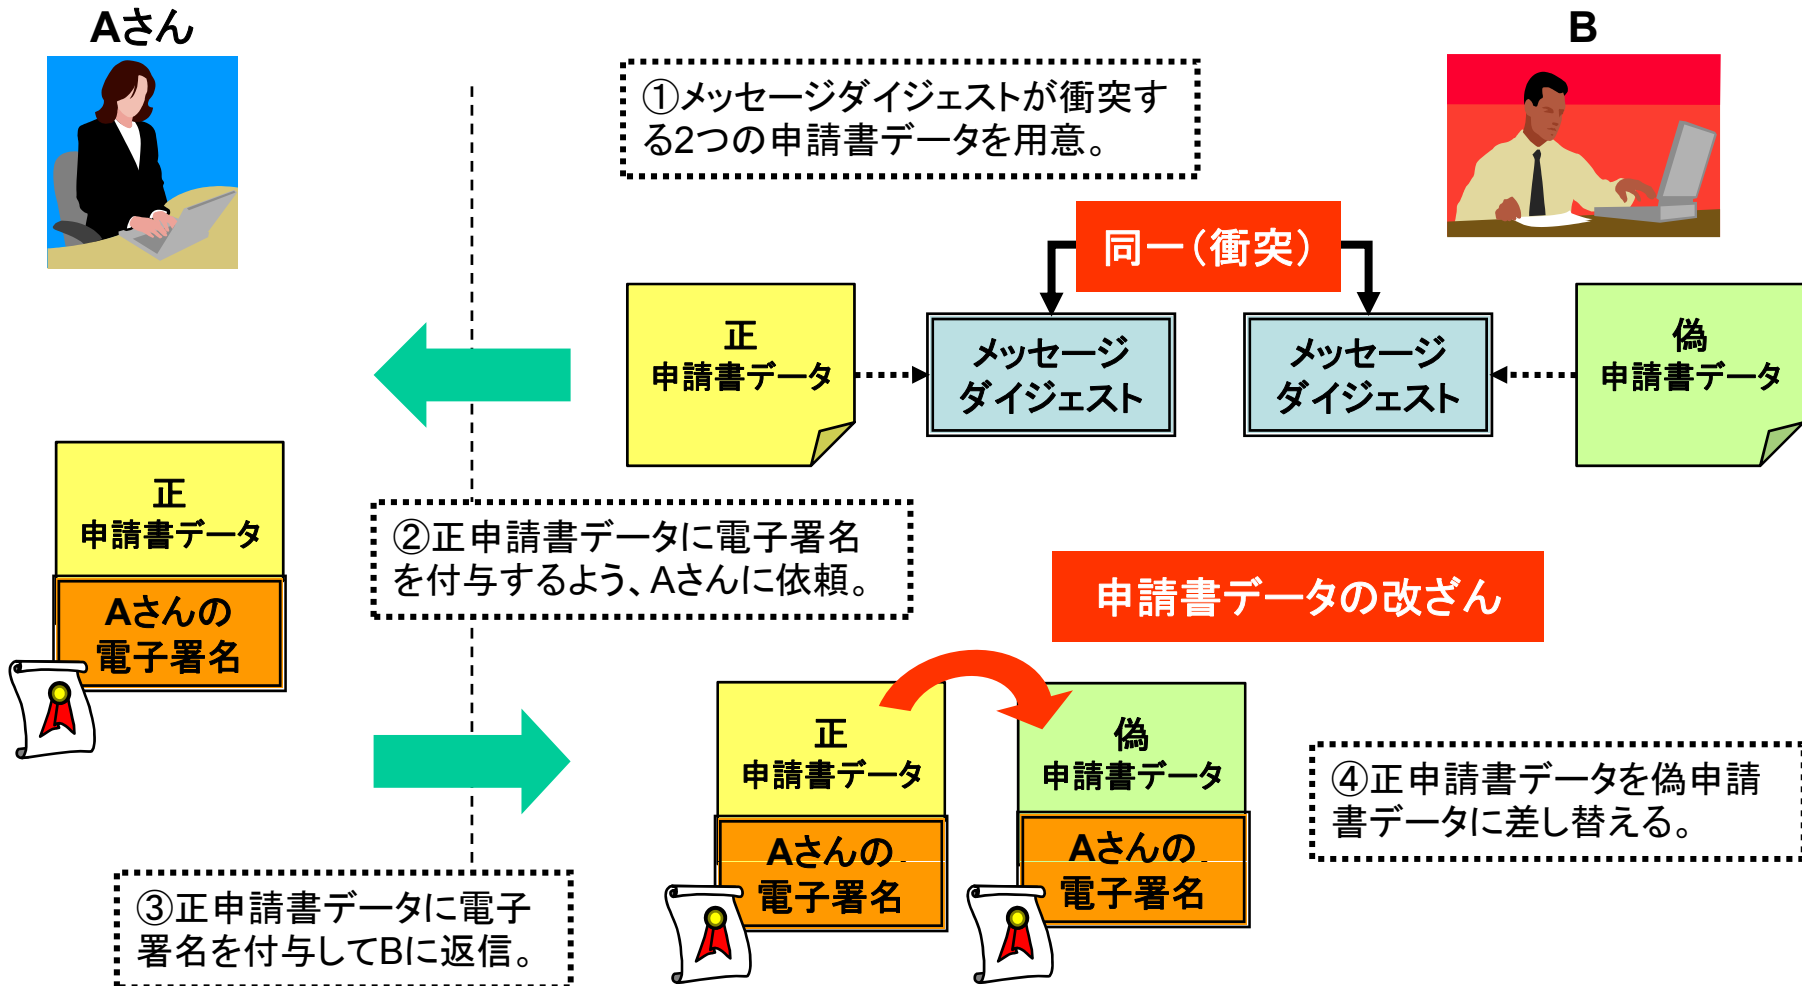 Aさん
B
①メッセージダイジェストが衝突す
る2つの申請書データを用意。
同一（衝突）
正
申請書データ
メッセージ
ダイジェスト
メッセージ
ダイジェスト
偽
申請書データ
正
申請書データ
Aさんの
電子署名
②正申請書データに電子署名
を付与するよう、Aさんに依頼。
申請書データの改ざん
正
申請書データ
Aさんの
電子署名
偽
申請書データ
Aさんの
電子署名
④正申請書データを偽申請
書データに差し替える。
③正申請書データに電子
署名を付与してBに返信。